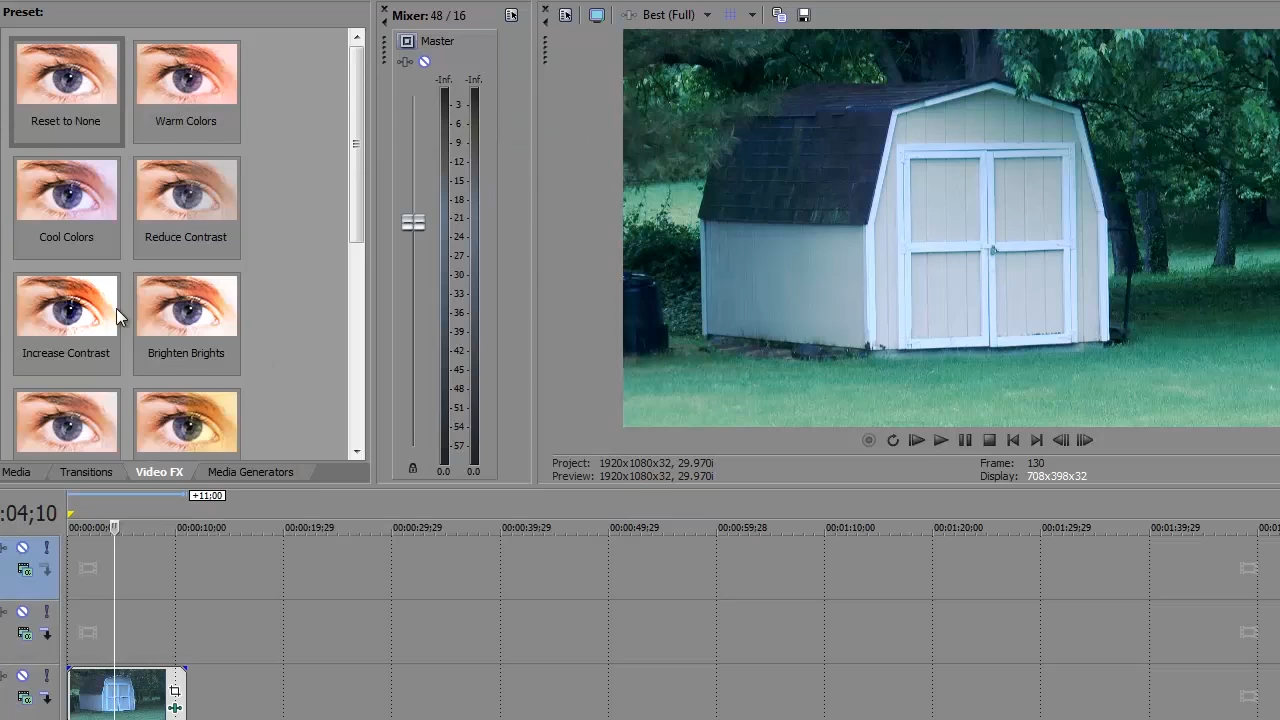 Preset:
Reset to None
Warm Colors
Cool Colors
Reduce Contrast
Increase Contrast
Brighten Brights
Media
Transitions
Video FX
Media Generators
Mixer: 48 / 16
Master
-Inf. -Inf.
3
6
9
12
15
18
21
24
27
30
33
36
39
42
45
48
51
54
57
0.0 0.0
Best (Full)
Project: 1920x1080x32, 29.970i
Preview: 1920x1080x32, 29.970i
Frame: 130
Display: 708x398x32
+11:00
:04;10
00:00:00; 00:00:10;00 00:00:19;29 00:00:29;29 00:00:39;29 00:00:49;29 00:00:59;28 00:01:10;00 00:01:20;00 00:01:29;29 00:01:39;29 00:01